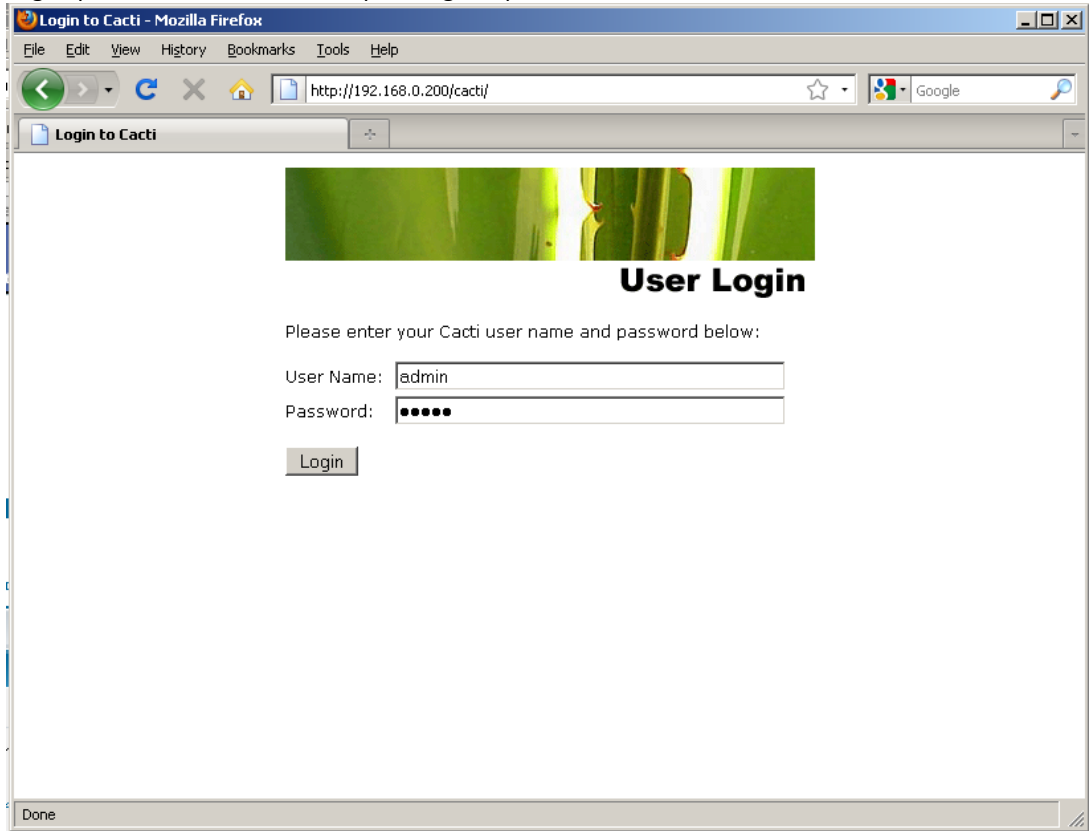 Login to Cacti - Mozilla Firefox
File Edit View History Bookmarks Tools Help
http://192.168.0.200/cacti/ Google
Login to Cacti
User Login
Please enter your Cacti user name and password below:
User Name: admin
Password: •••••
Login
Done